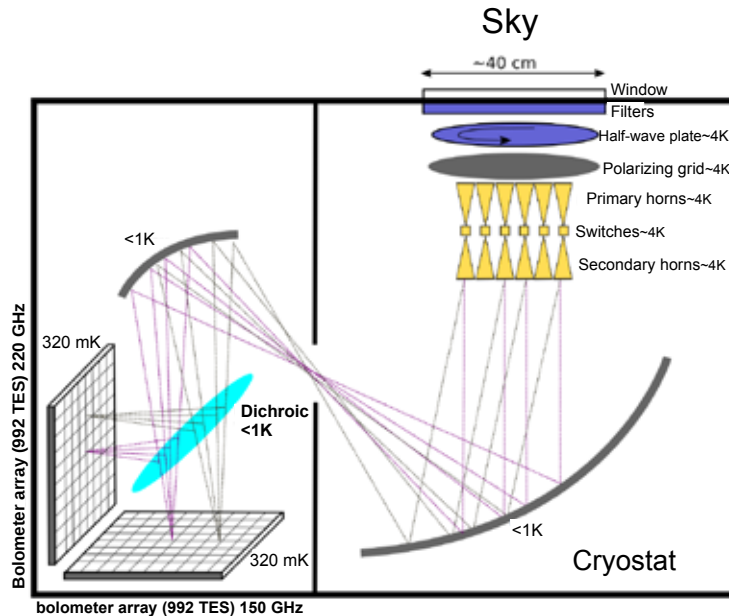 Sky
~40 cm
Window
Filters
Half-wave plate~4K
Polarizing grid~4K
Primary horns~4K
Switches~4K
Secondary horns~4K
<1K
320 mK
Dichroic
<1K
Bolometer array (992 TES) 220 GHz
320 mK
<1K
Cryostat
bolometer array (992 TES) 150 GHz